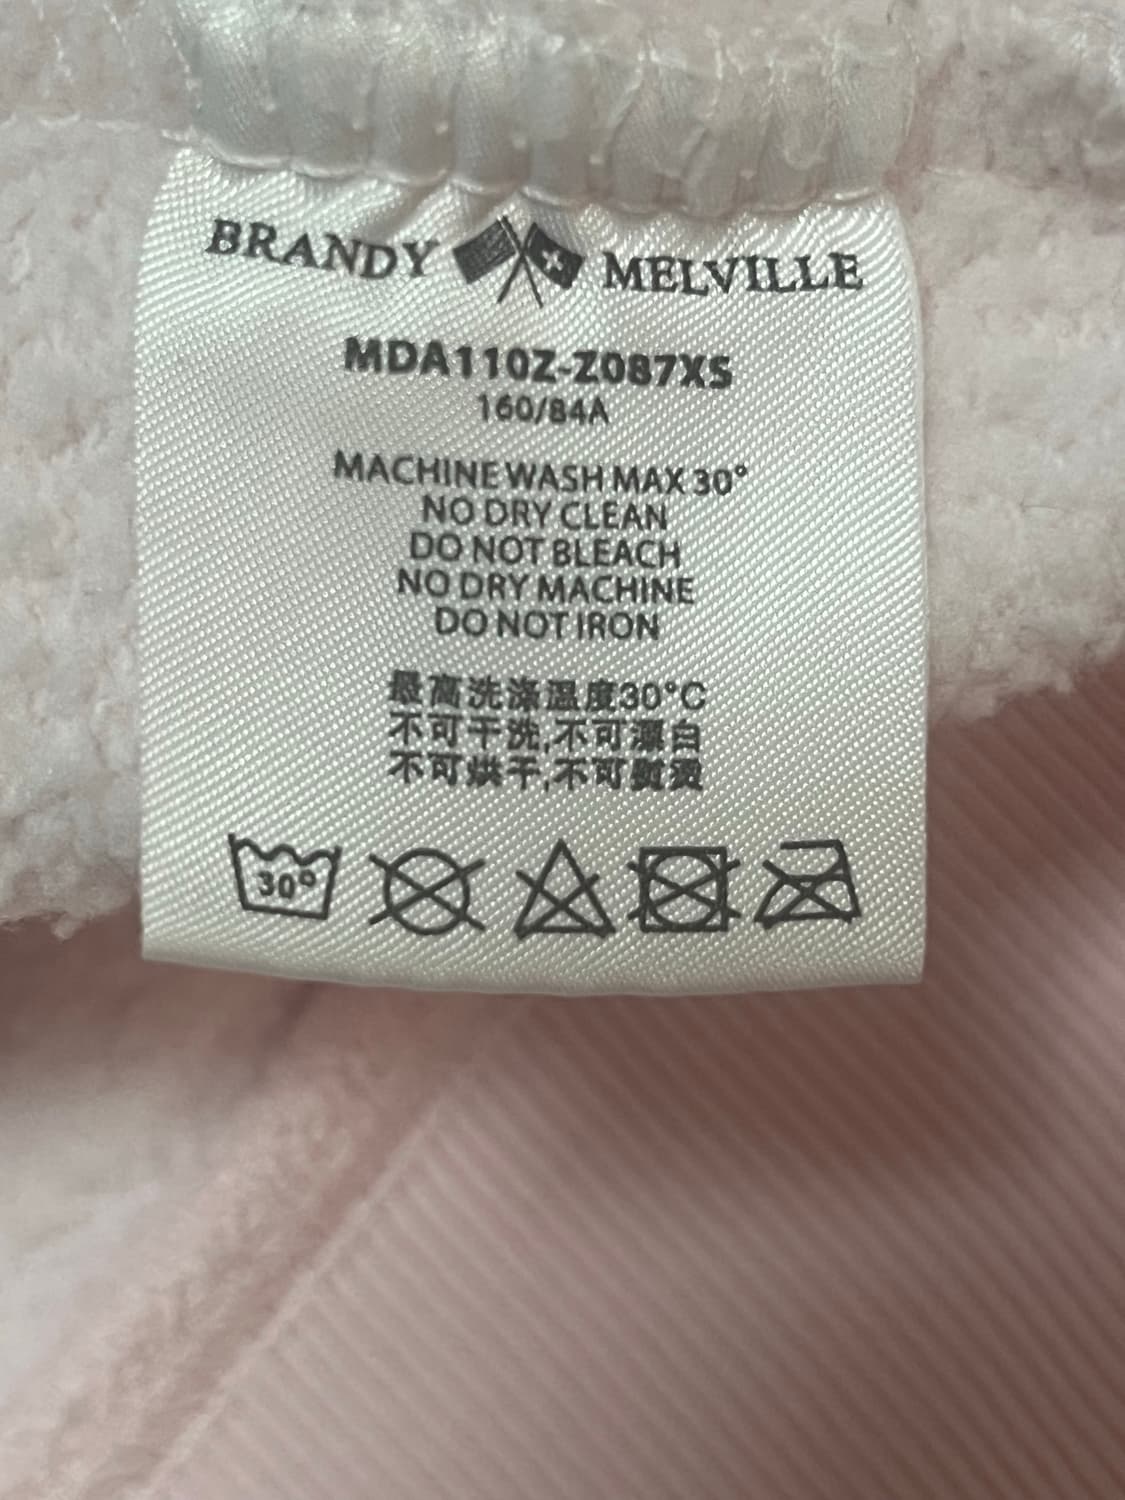 BRANDY MELVILLE
MDA110Z-Z087XS
160/84A
MACHINE WASH MAX 30°
NO DRY CLEAN
DO NOT BLEACH
NO DRY MACHINE
DO NOT IRON
最高洗涤温度30°C
不可干洗,不可漂白
不可烘干,不可熨烫
30°